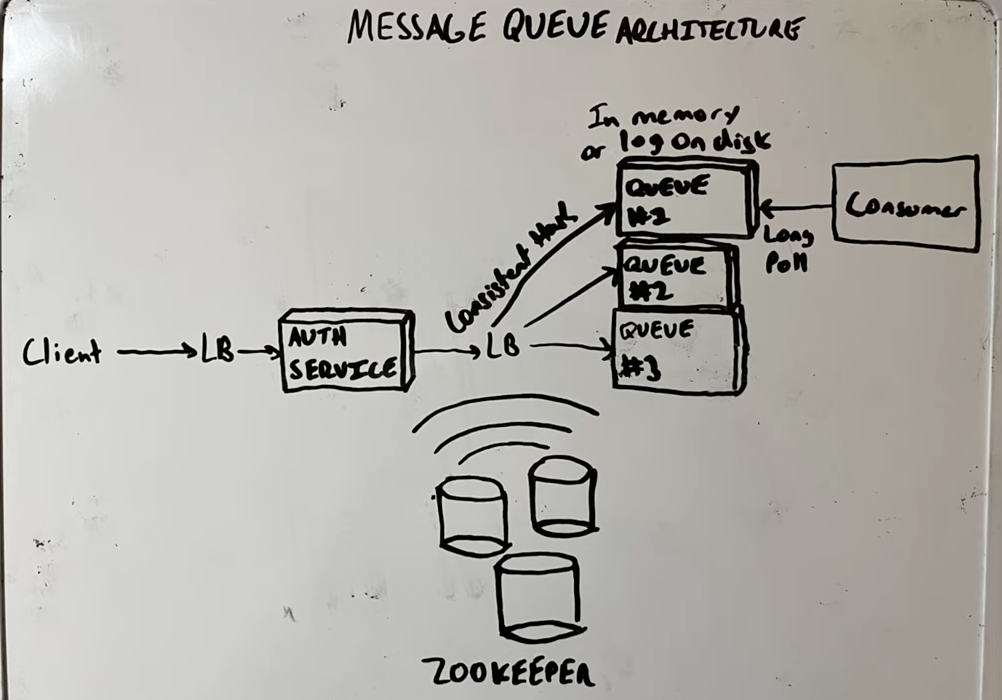 MESSAGE QUEUE ARCHITECTURE
In memory
or log on disk
QUEUE
#1
Consumer
Long
Poll
Consistent Hash
QUEUE
#2
Client
LB
AUTH
SERVICE
LB
QUEUE
#3
ZOOKEEPER